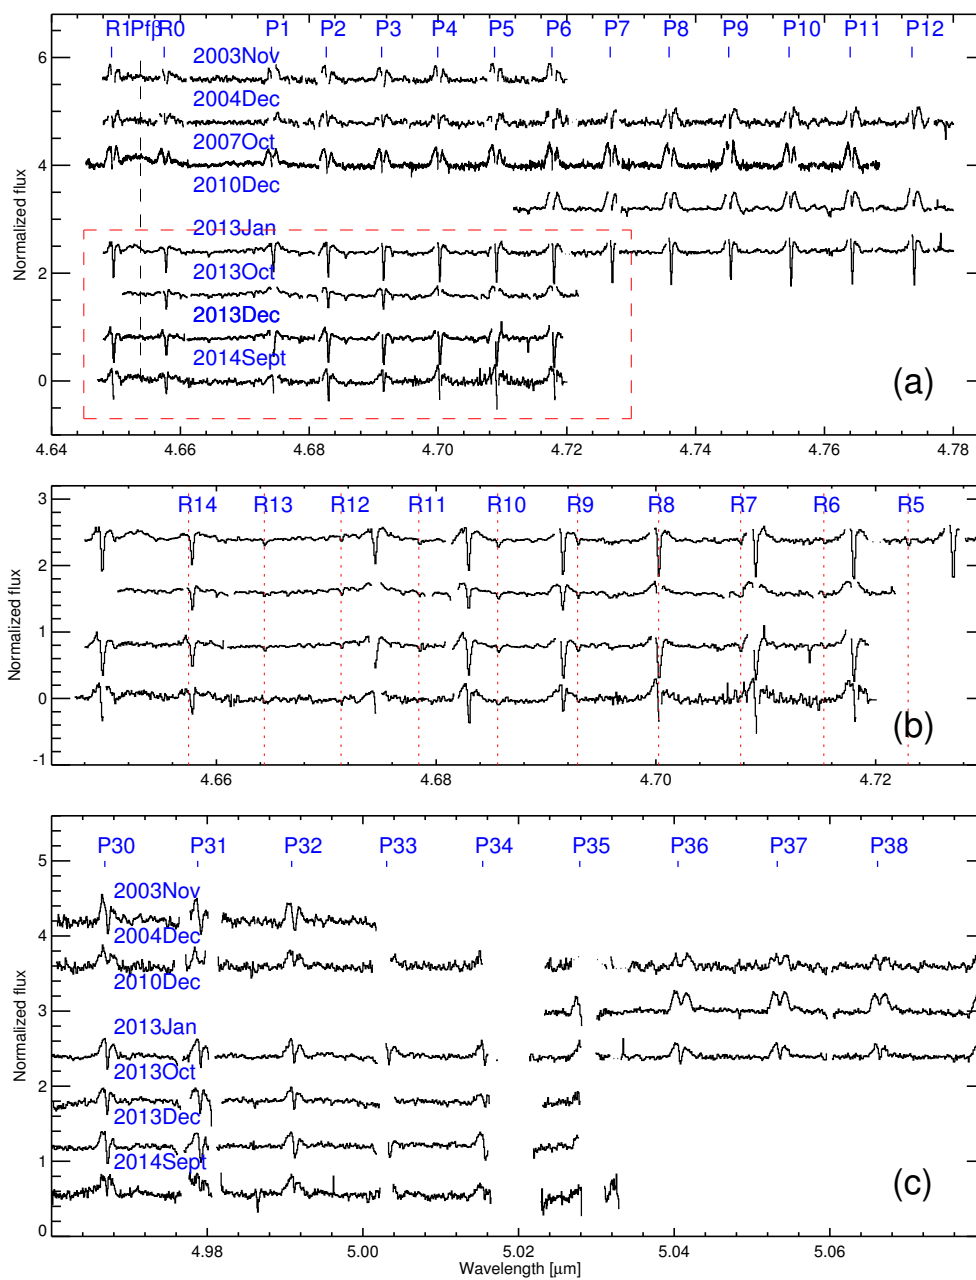 R1 Pfβ R0 P1 P2 P3 P4 P5 P6 P7 P8 P9 P10 P11 P12
6
2003Nov
2004Dec
2007Oct
4
2010Dec
2013Jan
2
2013Oct
2013Dec
2014Sept
0
(a)
Normalized flux
4.64 4.66 4.68 4.70 4.72 4.74 4.76 4.78
3
R14 R13 R12 R11 R10 R9 R8 R7 R6 R5
2
1
0
-1
(b)
Normalized flux
4.66 4.68 4.70 4.72
P30 P31 P32 P33 P34 P35 P36 P37 P38
5
2003Nov
4
2004Dec
2010Dec
3
2013Jan
2013Oct
2
2013Dec
2014Sept
1
0
(c)
Normalized flux
4.98 5.00 5.02 5.04 5.06
Wavelength [μm]